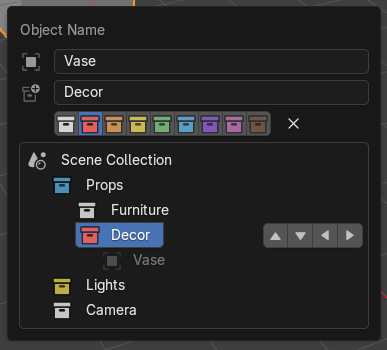 Object Name
Vase
Decor
Scene Collection
Props
Furniture
Decor
Vase
Lights
Camera